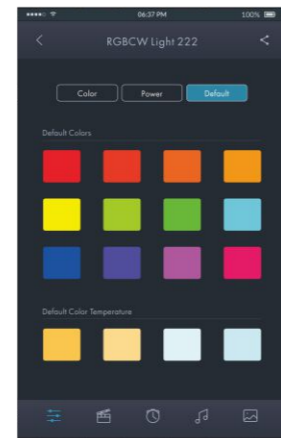 06:37 PM 100%
RGBCW Light 222
Color Power Default
Default Colors
Default Color Temperature